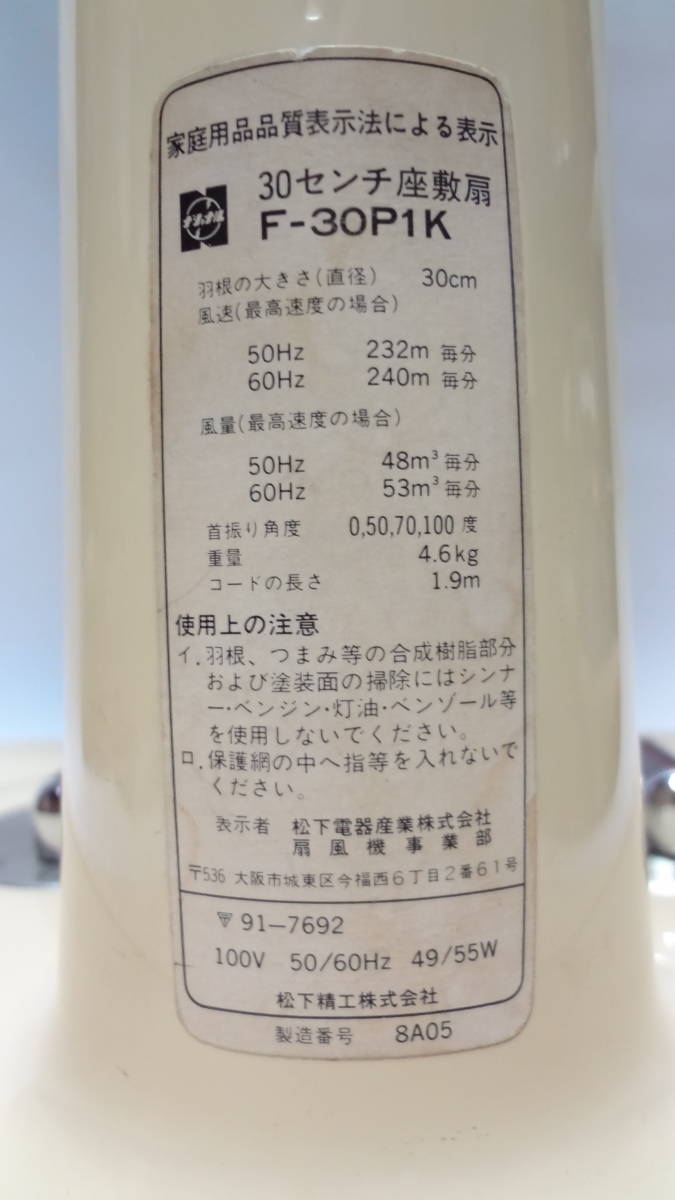 家庭用品品質表示法による表示
ナショナル
30センチ座敷扇
F-30P1K
羽根の大きさ(直径) 30cm
風速(最高速度の場合)
50Hz 232m 毎分
60Hz 240m 毎分
風量(最高速度の場合)
50Hz 48m³ 毎分
60Hz 53m³ 毎分
首振り角度 0,50,70,100 度
重量 4.6kg
コードの長さ 1.9m
使用上の注意
イ.羽根、つまみ等の合成樹脂部分
および塗装面の掃除にはシンナ
ー・ベンジン・灯油・ベンゾール等
を使用しないでください。
ロ.保護網の中へ指等を入れないで
ください。
表示者 松下電器産業株式会社
扇風機事業部
〒536 大阪市城東区今福西6丁目2番61号
91-7692
100V 50/60Hz 49/55W
松下精工株式会社
製造番号 8A05